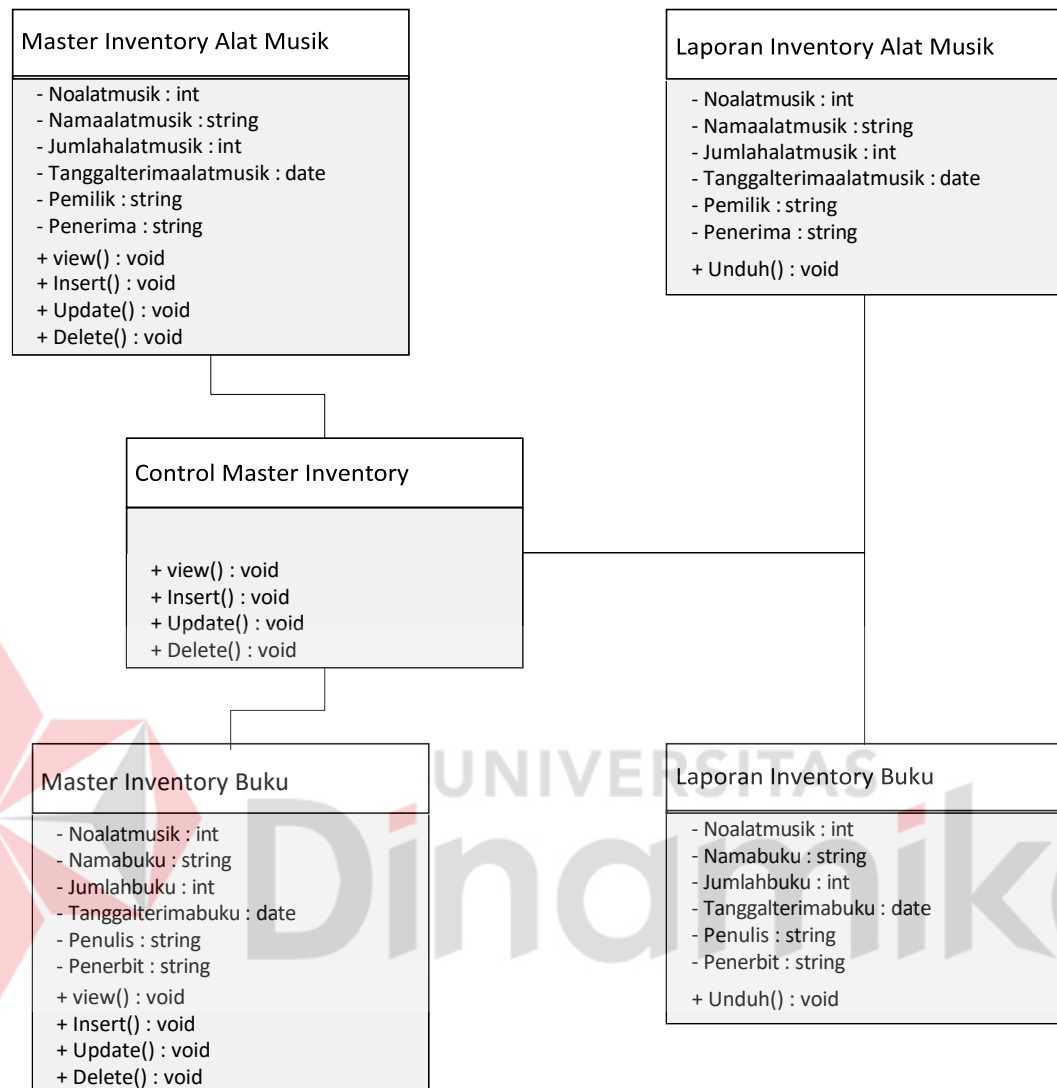 Master Inventory Alat Musik
- Noalatmusik : int
- Namaalatmusik : string
- Jumlahalatmusik : int
- Tanggalterimaalatmusik : date
- Pemilik : string
- Penerima : string
+ view() : void
+ Insert() : void
+ Update() : void
+ Delete() : void
Laporan Inventory Alat Musik
- Noalatmusik : int
- Namaalatmusik : string
- Jumlahalatmusik : int
- Tanggalterimaalatmusik : date
- Pemilik : string
- Penerima : string
+ Unduh() : void
Control Master Inventory
+ view() : void
+ Insert() : void
+ Update() : void
+ Delete() : void
Master Inventory Buku
- Noalatmusik : int
- Namabuku : string
- Jumlahbuku : int
- Tanggalterimabuku : date
- Penulis : string
- Penerbit : string
+ view() : void
+ Insert() : void
+ Update() : void
+ Delete() : void
Laporan Inventory Buku
- Noalatmusik : int
- Namabuku : string
- Jumlahbuku : int
- Tanggalterimabuku : date
- Penulis : string
- Penerbit : string
+ Unduh() : void
UNIVERSITAS
Dinamika